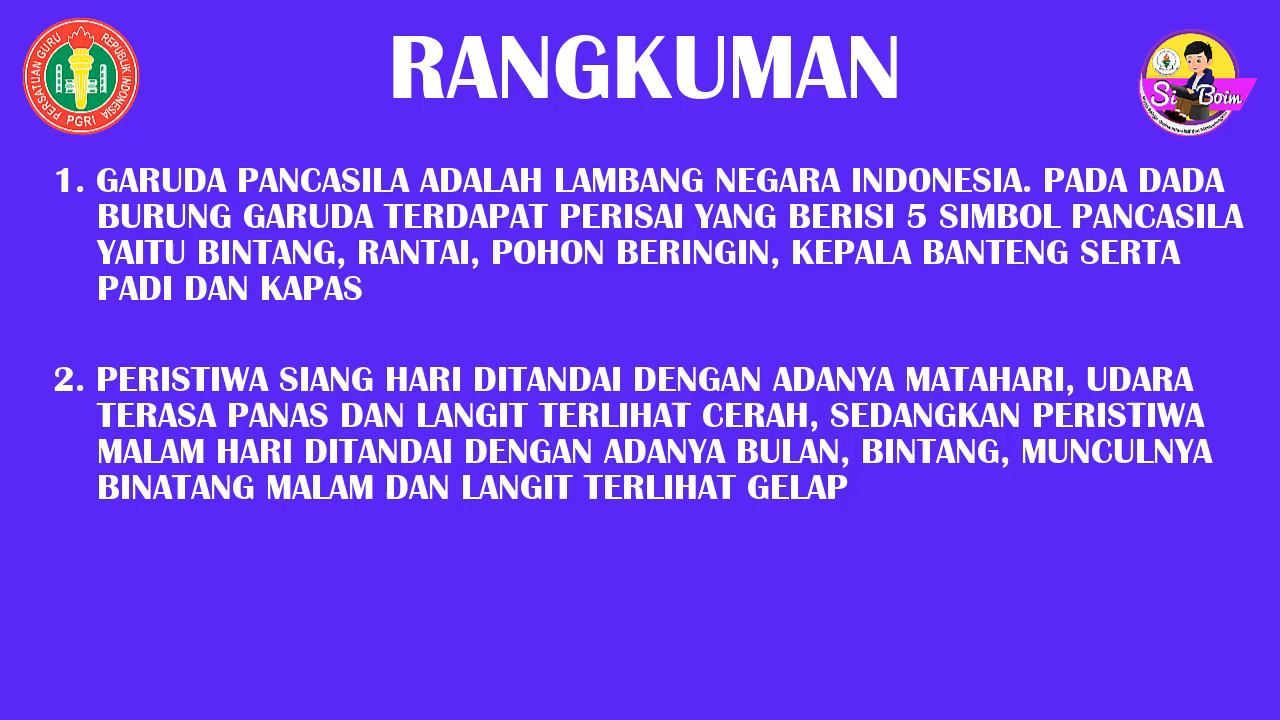 PERSATUAN GURU REPUBLIK INDONESIA
PGRI
RANGKUMAN
Si Boim
1. GARUDA PANCASILA ADALAH LAMBANG NEGARA INDONESIA. PADA DADA
BURUNG GARUDA TERDAPAT PERISAI YANG BERISI 5 SIMBOL PANCASILA
YAITU BINTANG, RANTAI, POHON BERINGIN, KEPALA BANTENG SERTA
PADI DAN KAPAS
2. PERISTIWA SIANG HARI DITANDAI DENGAN ADANYA MATAHARI, UDARA
TERASA PANAS DAN LANGIT TERLIHAT CERAH, SEDANGKAN PERISTIWA
MALAM HARI DITANDAI DENGAN ADANYA BULAN, BINTANG, MUNCULNYA
BINATANG MALAM DAN LANGIT TERLIHAT GELAP